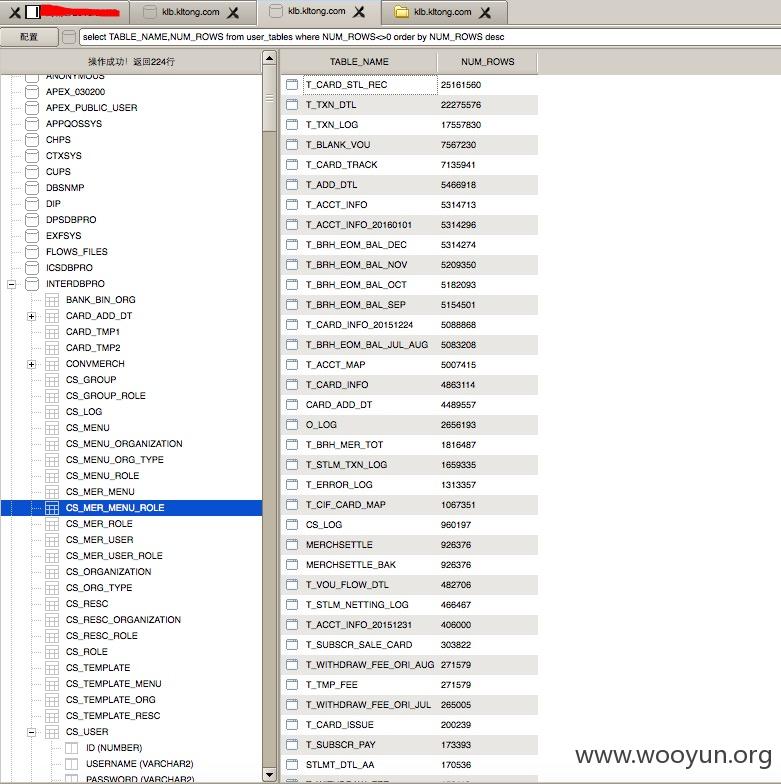 klb.kltong.com
klb.kltong.com
klb.kltong.com
配置
select TABLE_NAME,NUM_ROWS from user_tables where NUM_ROWS<>0 order by NUM_ROWS desc
操作成功！返回224行
ANONYMOUS
APEX_030200
APEX_PUBLIC_USER
APPQOSSYS
CHPS
CTXSYS
CUPS
DBSNMP
DIP
DPSDBPRO
EXFSYS
FLOWS_FILES
ICSDBPRO
INTERDBPRO
BANK_BIN_ORG
CARD_ADD_DT
CARD_TMP1
CARD_TMP2
CONVMERCH
CS_GROUP
CS_GROUP_ROLE
CS_LOG
CS_MENU
CS_MENU_ORGANIZATION
CS_MENU_ORG_TYPE
CS_MENU_ROLE
CS_MER_MENU
CS_MER_MENU_ROLE
CS_MER_ROLE
CS_MER_USER
CS_MER_USER_ROLE
CS_ORGANIZATION
CS_ORG_TYPE
CS_RESC
CS_RESC_ORGANIZATION
CS_RESC_ROLE
CS_ROLE
CS_TEMPLATE
CS_TEMPLATE_MENU
CS_TEMPLATE_ORG
CS_TEMPLATE_RESC
CS_USER
ID (NUMBER)
USERNAME (VARCHAR2)
PASSWORD (VARCHAR2)
TABLE_NAME NUM_ROWS
T_CARD_STL_REC 25161560
T_TXN_DTL 22275576
T_TXN_LOG 17557830
T_BLANK_VOU 7567230
T_CARD_TRACK 7135941
T_ADD_DTL 5466918
T_ACCT_INFO 5314713
T_ACCT_INFO_20160101 5314296
T_BRH_EOM_BAL_DEC 5314274
T_BRH_EOM_BAL_NOV 5209350
T_BRH_EOM_BAL_OCT 5182093
T_BRH_EOM_BAL_SEP 5154501
T_CARD_INFO_20151224 5088868
T_BRH_EOM_BAL_JUL_AUG 5083208
T_ACCT_MAP 5007415
T_CARD_INFO 4863114
CARD_ADD_DT 4489557
O_LOG 2656193
T_BRH_MER_TOT 1816487
T_STLM_TXN_LOG 1659335
T_ERROR_LOG 1313357
T_CIF_CARD_MAP 1067351
CS_LOG 960197
MERCHSETTLE 926376
MERCHSETTLE_BAK 926376
T_VOU_FLOW_DTL 482706
T_STLM_NETTING_LOG 466467
T_ACCT_INFO_20151231 406000
T_SUBSCR_SALE_CARD 303822
T_WITHDRAW_FEE_ORI_AUG 271579
T_TMP_FEE 271579
T_WITHDRAW_FEE_ORI_JUL 265005
T_CARD_ISSUE 200239
T_SUBSCR_PAY 173393
STLMT_DTL_AA 170536
www.wooyun.org